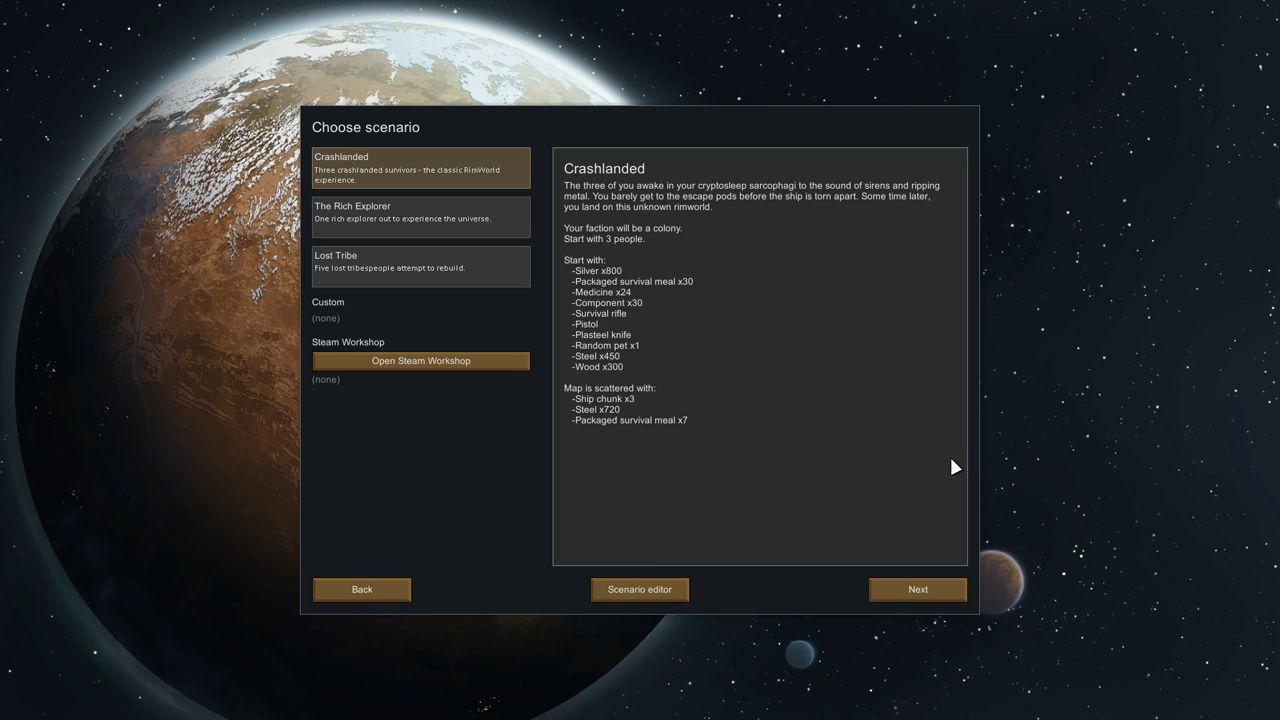 Choose scenario
Crashlanded
Three crashlanded survivors - the classic RimWorld
experience.
The Rich Explorer
One rich explorer out to experience the universe.
Lost Tribe
Five lost tribespeople attempt to rebuild.
Custom
(none)
Steam Workshop
Open Steam Workshop
(none)
Crashlanded
The three of you awake in your cryptosleep sarcophagi to the sound of sirens and ripping
metal. You barely get to the escape pods before the ship is torn apart. Some time later,
you land on this unknown rimworld.
Your faction will be a colony.
Start with 3 people.
Start with:
-Silver x800
-Packaged survival meal x30
-Medicine x24
-Component x30
-Survival rifle
-Pistol
-Plasteel knife
-Random pet x1
-Steel x450
-Wood x300
Map is scattered with:
-Ship chunk x3
-Steel x720
-Packaged survival meal x7
Back
Scenario editor
Next